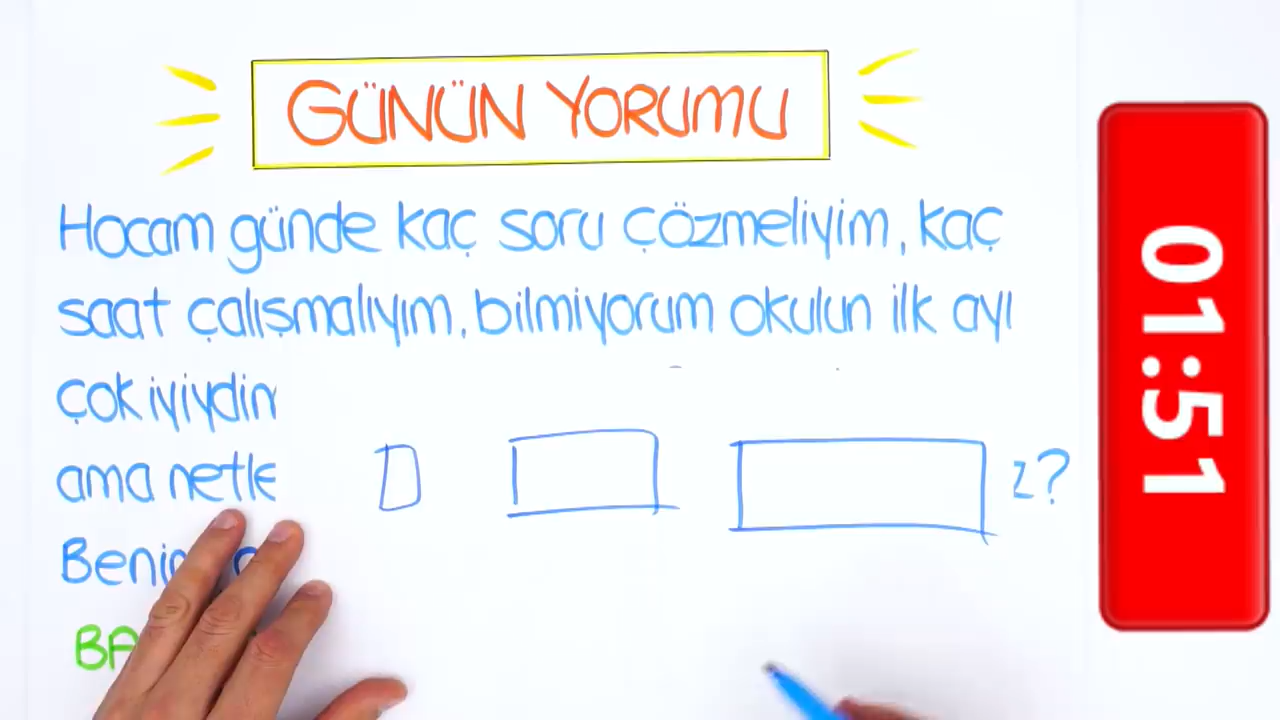 GÜNÜN YORUMU
Hocam günde kaç soru çözmeliyim, kaç
saat çalışmalıyım, bilmiyorum okulun ilk ayı
çok iyiydim
ama netle
z?
01:51